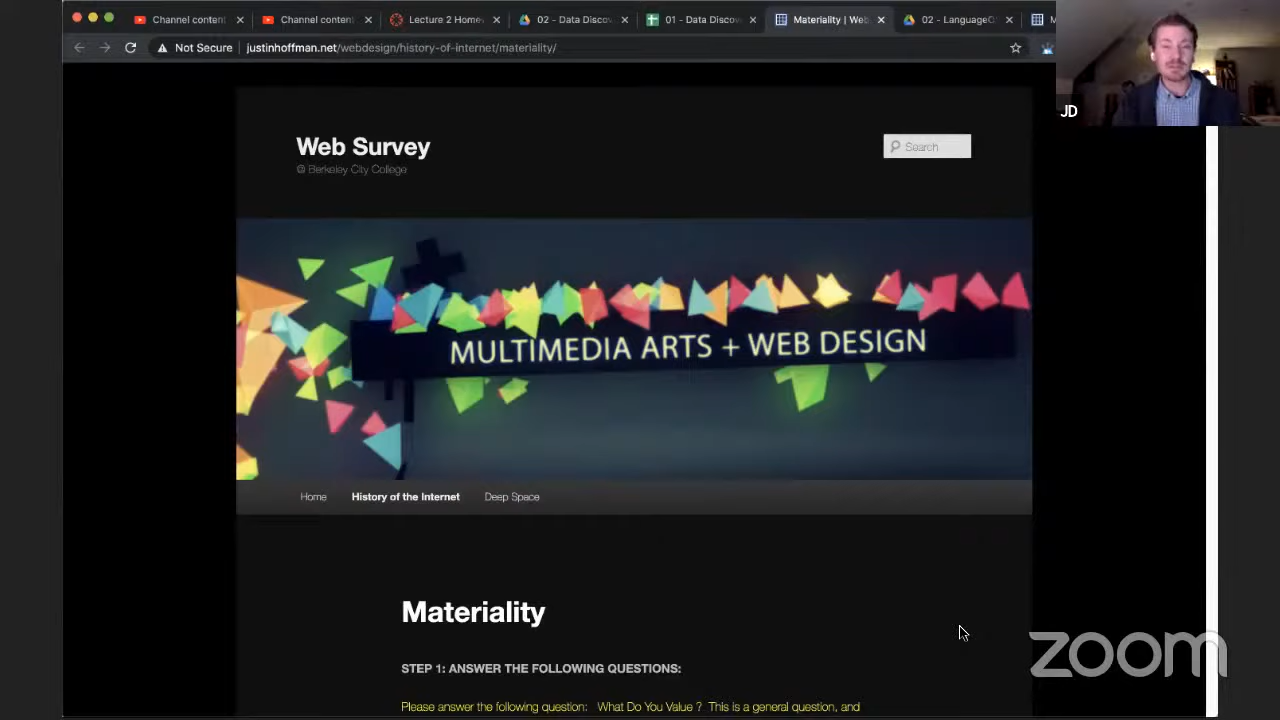 Channel content
Channel content
Lecture 2 Home
02 - Data Discov
01 - Data Discov
Materiality | Web
02 - Language
Not Secure
justinhoffman.net/webdesign/history-of-internet/materiality/
JD
Web Survey
@ Berkeley City College
Search
MULTIMEDIA ARTS + WEB DESIGN
Home
History of the Internet
Deep Space
Materiality
STEP 1: ANSWER THE FOLLOWING QUESTIONS:
Please answer the following question: What Do You Value ? This is a general question, and
zoom